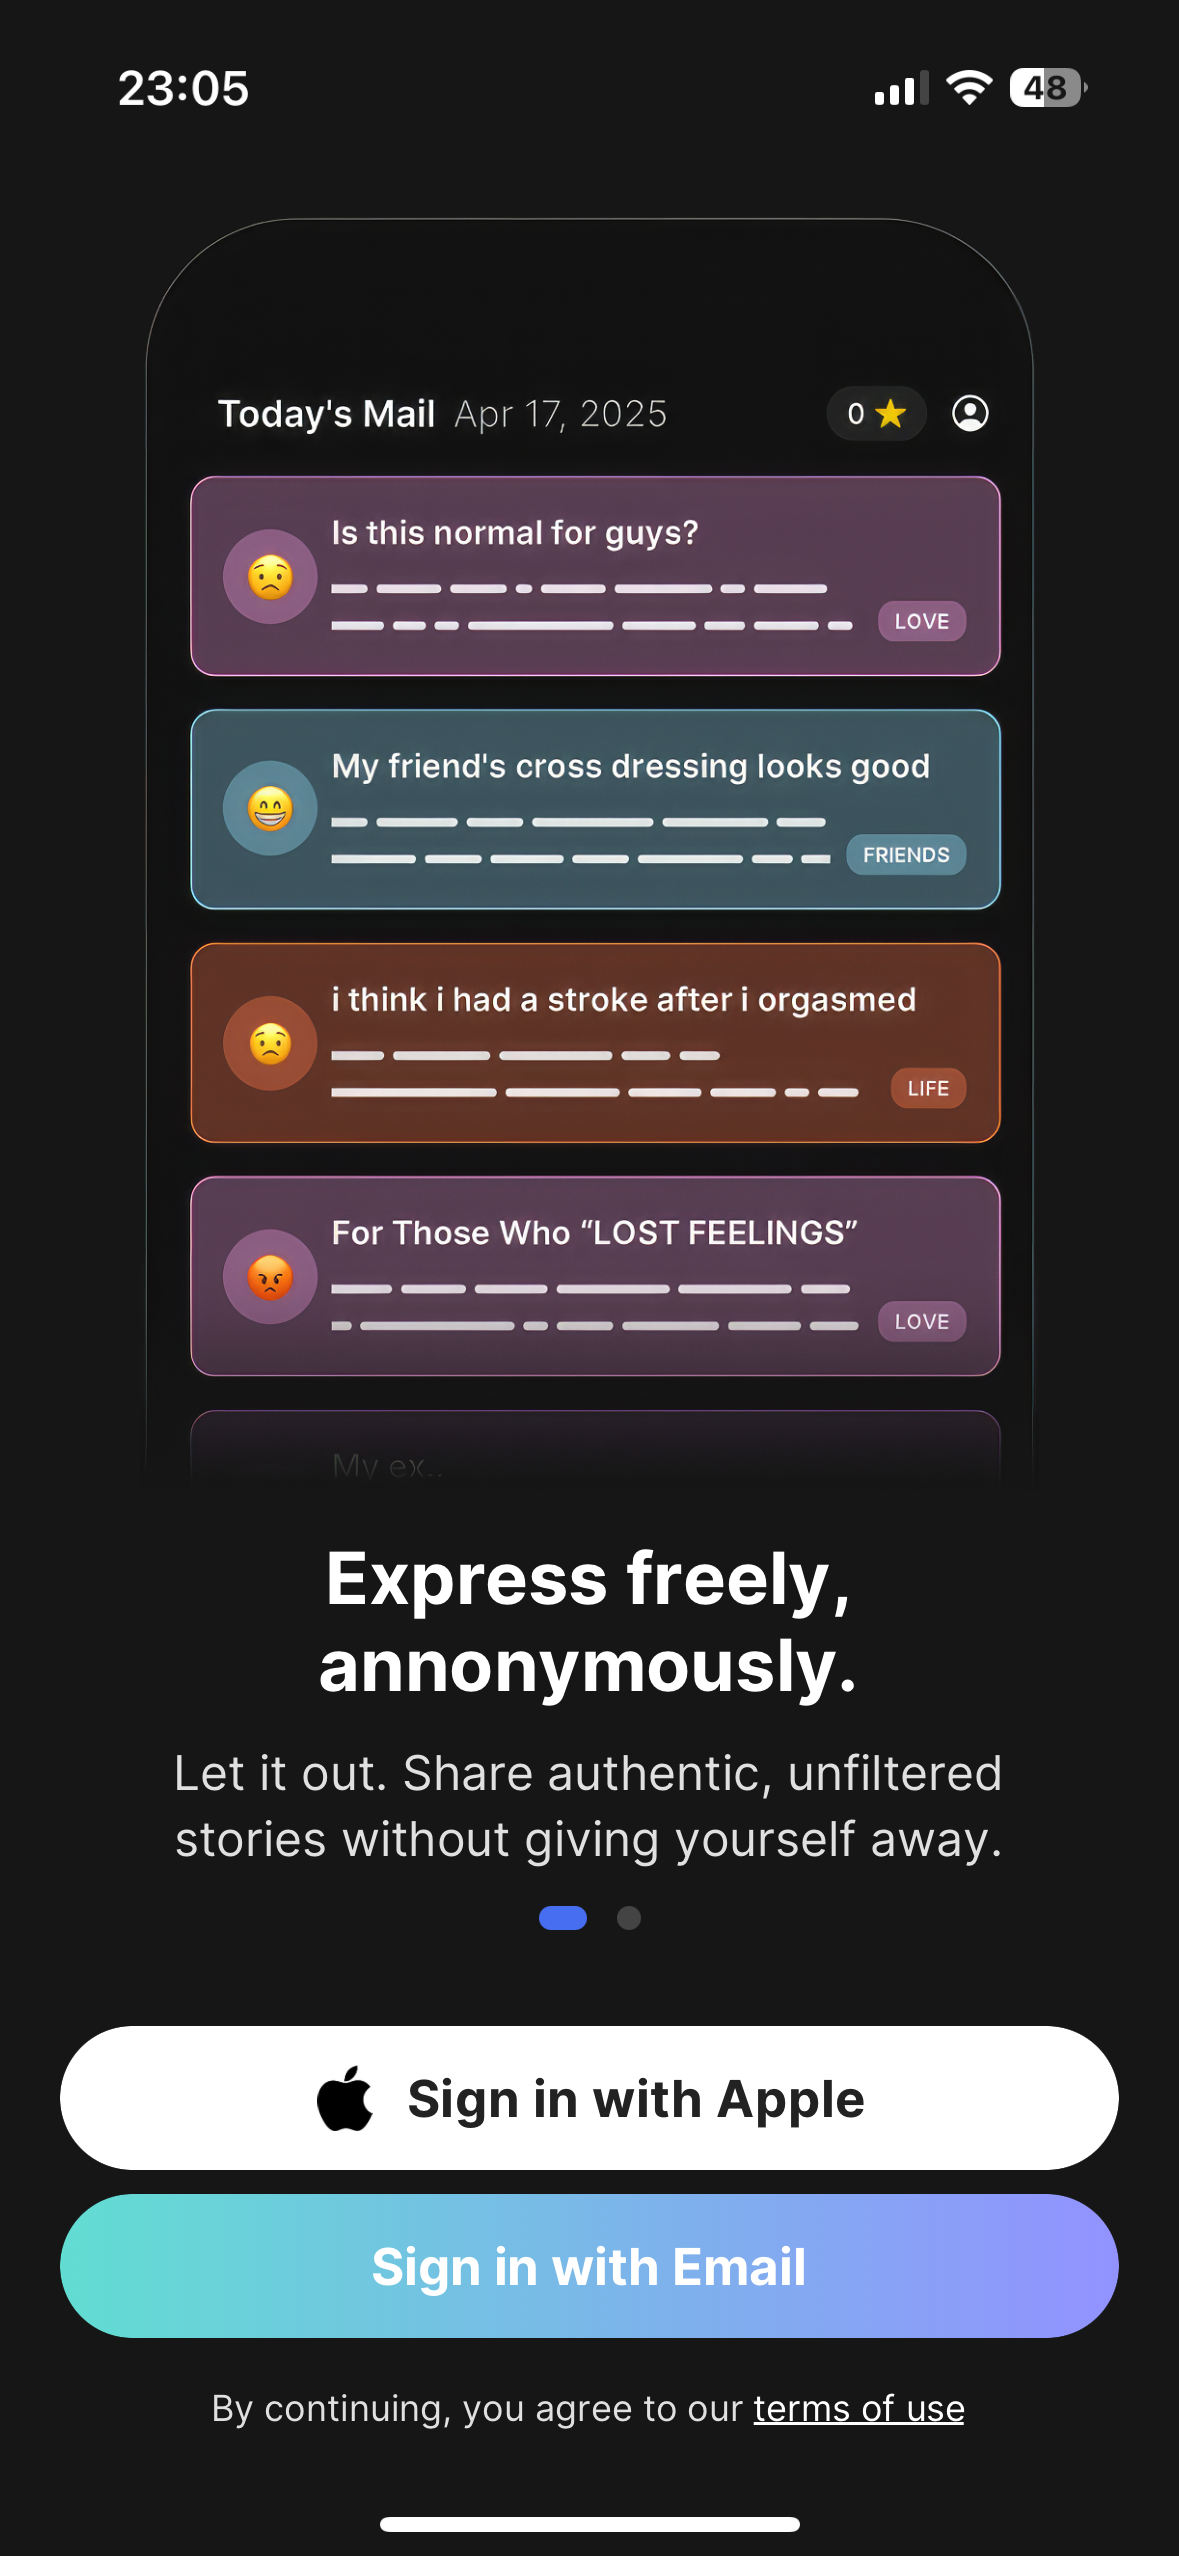 23:05
48
Today's Mail Apr 17, 2025
0
Is this normal for guys?
LOVE
My friend's cross dressing looks good
FRIENDS
i think i had a stroke after i orgasmed
LIFE
For Those Who “LOST FEELINGS”
LOVE
My ex..
Express freely,
annonymously.
Let it out. Share authentic, unfiltered
stories without giving yourself away.
Sign in with Apple
Sign in with Email
By continuing, you agree to our terms of use